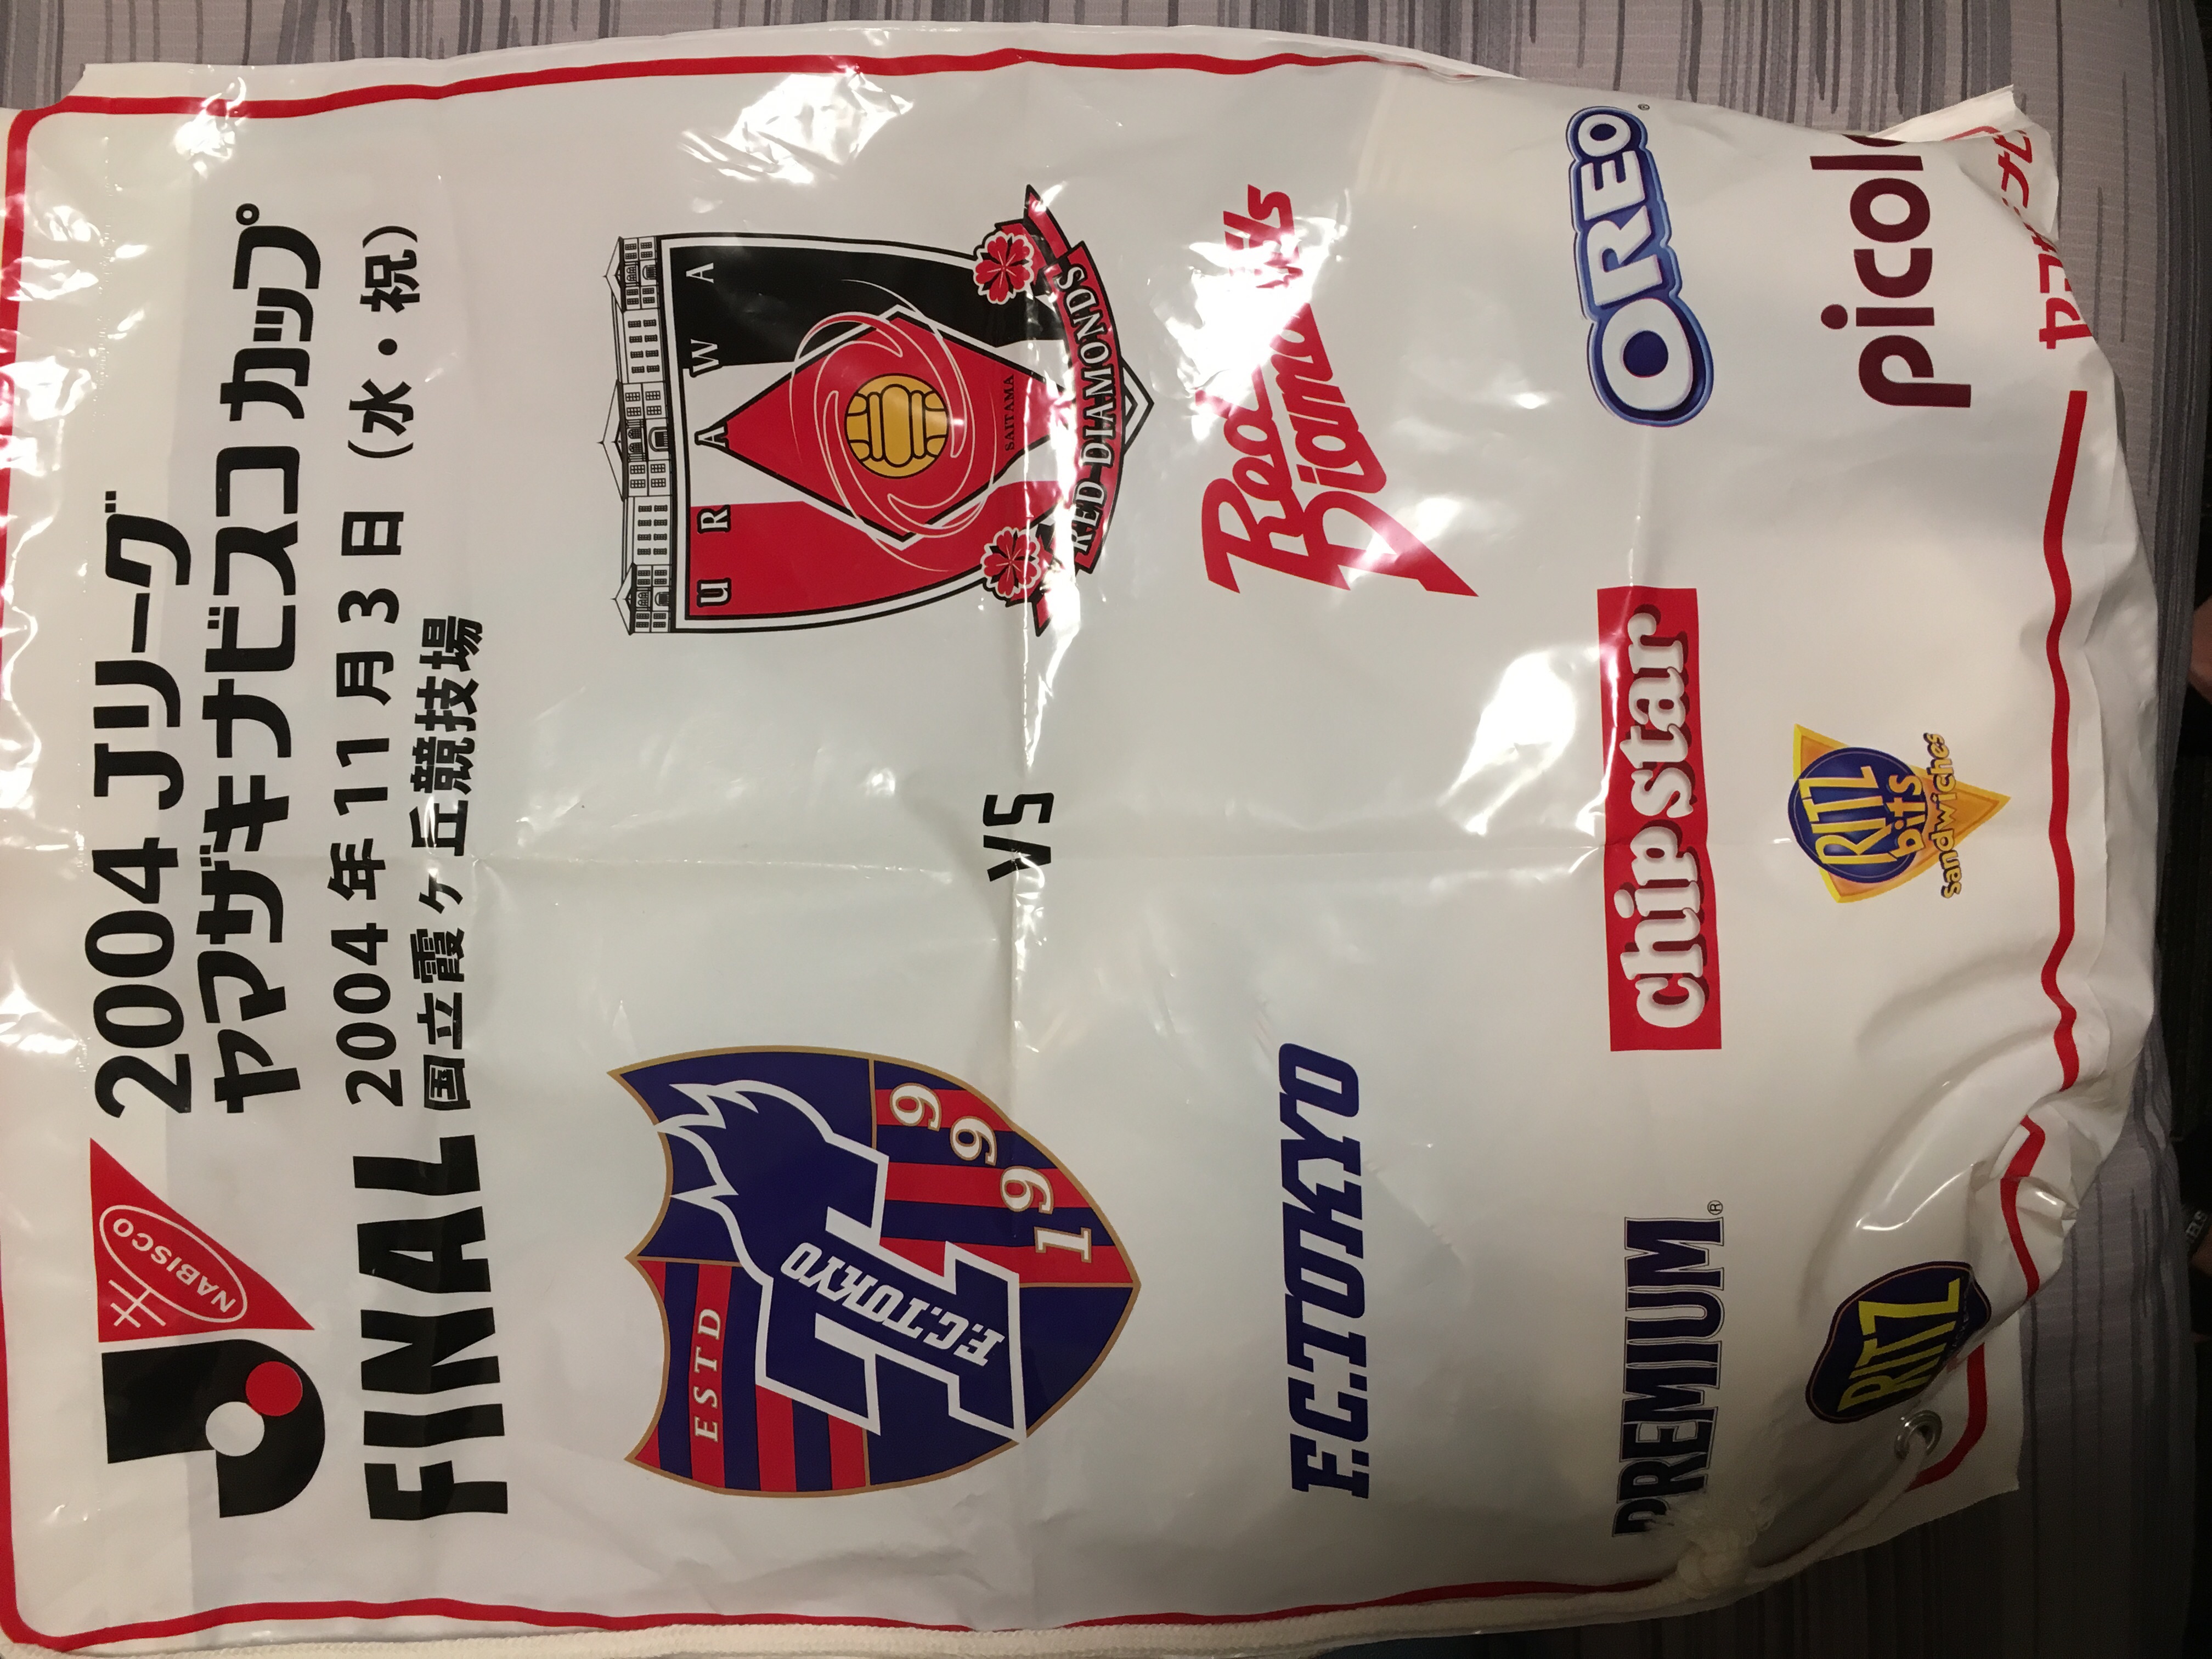 NABISCO
2004 Jリーグ
ヤマザキナビスコカップ
FINAL
2004年11月3日(水・祝)
国立霞ヶ丘競技場
ESTD
F.C.TOKYO
1999
VS
URAWA
SAITAMA
RED DIAMONDS
F.C.TOKYO
Red
Diamonds
PREMIUM®
chipstar
OREO®
RITZ
RITZ
bits
sandwiches
picol